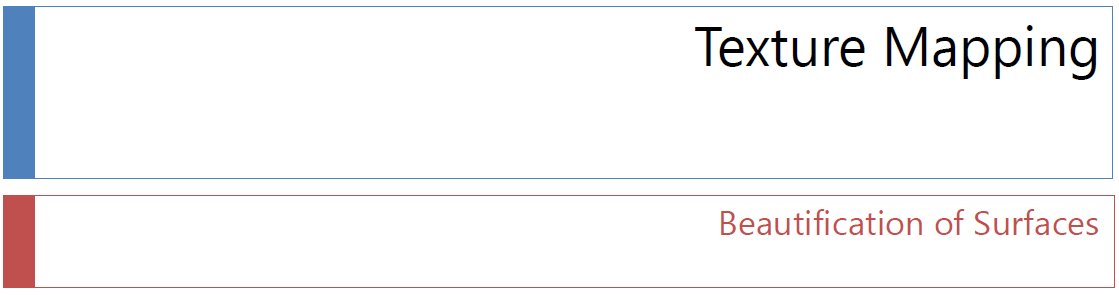 Texture Mapping
Beautification of Surfaces